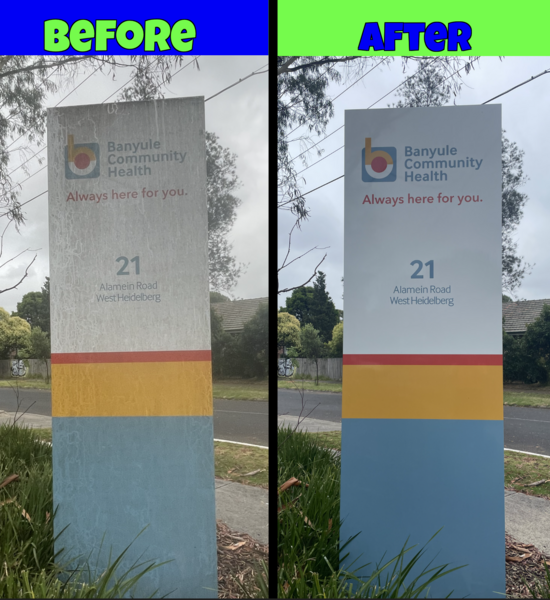 BEFORE
Banyule
Community
Health
Always here for you.
21
Alamein Road
West Heidelberg
AFTER
b
Banyule
Community
Health
Always here for you.
21
Alamein Road
West Heidelberg